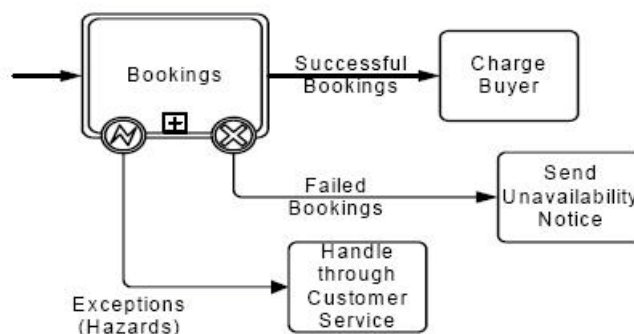 Bookings
Successful
Bookings
Charge
Buyer
Failed
Bookings
Send
Unavailability
Notice
Exceptions
(Hazards)
Handle
through
Customer
Service